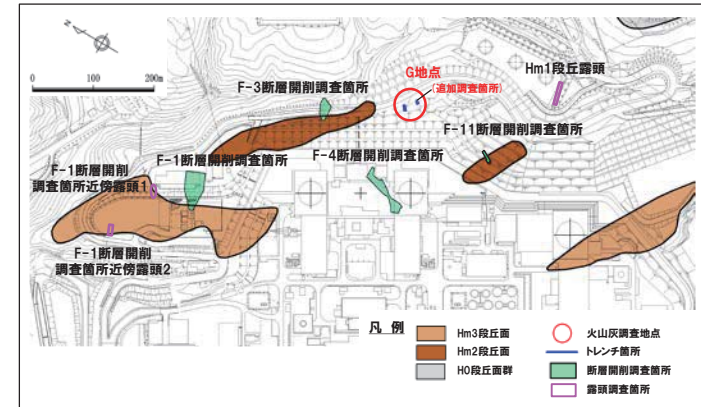 N
0
100
200m
F-3断層開削調査箇所
G地点
(追加調査箇所)
Hm1段丘露頭
F-11断層開削調査箇所
F-1断層開削
調査箇所近傍露頭1
F-1断層開削調査箇所
F-4断層開削調査箇所
F-1断層開削
調査箇所近傍露頭2
凡 例
Hm3段丘面
Hm2段丘面
H0段丘面群
火山灰調査地点
トレンチ箇所
断層開削調査箇所
露頭調査箇所